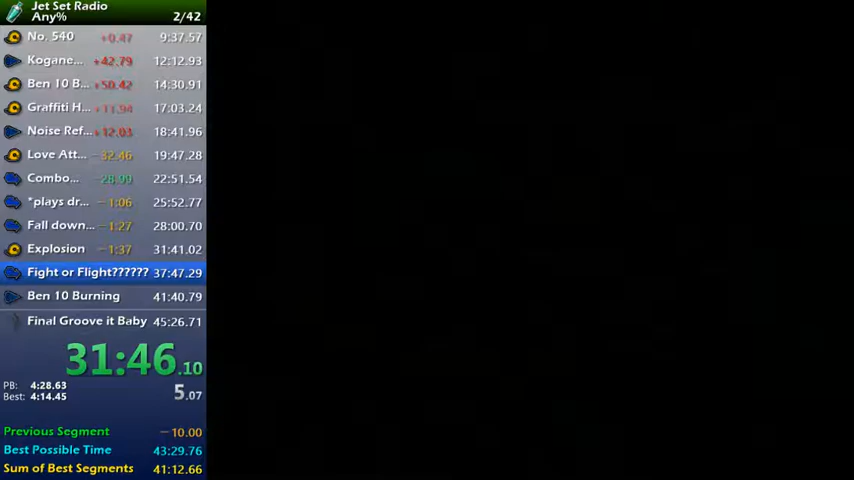 Jet Set Radio
Any% 2/42
No. 540 +0.47 9:37.57
Kogane... +42.79 12:12.93
Ben 10 B... +50.42 14:30.91
Graffiti H... +11.94 17:03.24
Noise Ref... +12.03 18:41.96
Love Att... −32.46 19:47.28
Combo... −28.99 22:51.54
*plays dr... −1:06 25:52.77
Fall down... −1:27 28:00.70
Explosion −1:37 31:41.02
Fight or Flight?????? 37:47.29
Ben 10 Burning 41:40.79
Final Groove it Baby 45:26.71
31:46.10
PB: 4:28.63 5.07
Best: 4:14.45
Previous Segment −10.00
Best Possible Time 43:29.76
Sum of Best Segments 41:12.66